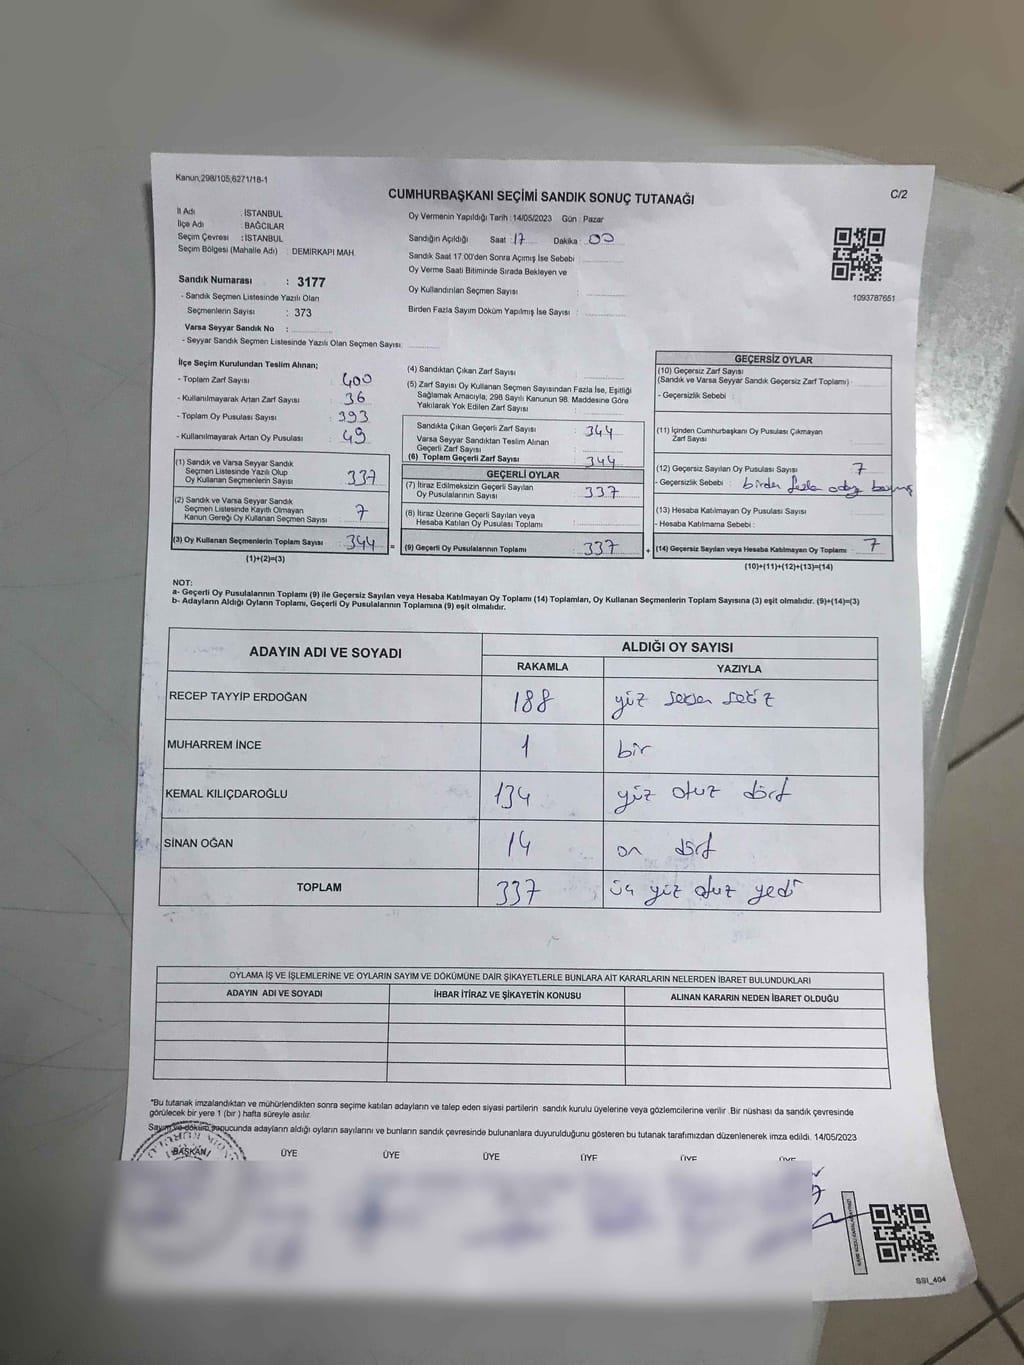 Kanun,298/105,6271/18-1
CUMHURBAŞKANI SEÇİMİ SANDIK SONUÇ TUTANAĞI
C/2
İl Adı : İSTANBUL
İlçe Adı : BAĞCILAR
Seçim Çevresi : İSTANBUL
Seçim Bölgesi (Mahalle Adı) : DEMİRKAPI MAH.
Sandık Numarası : 3177
- Sandık Seçmen Listesinde Yazılı Olan
Seçmenlerin Sayısı : 373
Varsa Seyyar Sandık No :
- Seyyar Sandık Seçmen Listesinde Yazılı Olan Seçmen Sayısı:
Oy Vermenin Yapıldığı Tarih : 14/05/2023 Gün : Pazar
Sandığın Açıldığı Saat : 17 Dakika : 00
Sandık Saat 17.00'den Sonra Açımış İse Sebebi :
Oy Verme Saati Bitiminde Sırada Bekleyen ve
Oy Kullandırılan Seçmen Sayısı :
Birden Fazla Sayım Döküm Yapılmış İse Sayısı :
1093787651
İlçe Seçim Kurulundan Teslim Alınan;
- Toplam Zarf Sayısı : 400
- Kullanılmayarak Artan Zarf Sayısı : 36
- Toplam Oy Pusulası Sayısı : 393
- Kullanılmayarak Artan Oy Pusulası : 49
(1) Sandık ve Varsa Seyyar Sandık
Seçmen Listesinde Yazılı Olup
Oy Kullanan Seçmenlerin Sayısı : 337
(2) Sandık ve Varsa Seyyar Sandık
Seçmen Listesinde Kayıtlı Olmayan
Kanun Gereği Oy Kullanan Seçmen Sayısı : 7
(3) Oy Kullanan Seçmenlerin Toplam Sayısı : 344
(1)+(2)=(3)
(4) Sandıktan Çıkan Zarf Sayısı :
(5) Zarf Sayısı Oy Kullanan Seçmen Sayısından Fazla İse, Eşitliği
Sağlamak Amacıyla, 298 Sayılı Kanunun 98. Maddesine Göre
Yakılarak Yok Edilen Zarf Sayısı :
Sandıkta Çıkan Geçerli Zarf Sayısı : 344
Varsa Seyyar Sandıktan Teslim Alınan
Geçerli Zarf Sayısı :
(6) Toplam Geçerli Zarf Sayısı : 344
GEÇERLİ OYLAR
(7) İtiraz Edilmeksizin Geçerli Sayılan
Oy Pusulalarının Sayısı : 337
(8) İtiraz Üzerine Geçerli Sayılan veya
Hesaba Katılan Oy Pusulası Toplamı :
= (9) Geçerli Oy Pusulalarının Toplamı : 337 +
GEÇERSİZ OYLAR
(10) Geçersiz Zarf Sayısı
(Sandık ve Varsa Seyyar Sandık Geçersiz Zarf Toplamı) :
- Geçersizlik Sebebi :
(11) İçinden Cumhurbaşkanı Oy Pusulası Çıkmayan
Zarf Sayısı :
(12) Geçersiz Sayılan Oy Pusulası Sayısı : 7
- Geçersizlik Sebebi : birden fazla adaya basmış
(13) Hesaba Katılmayan Oy Pusulası Sayısı :
- Hesaba Katılmama Sebebi :
(14) Geçersiz Sayılan veya Hesaba Katılmayan Oy Toplamı : 7
(10)+(11)+(12)+(13)=(14)
NOT:
a- Geçerli Oy Pusulalarının Toplamı (9) ile Geçersiz Sayılan veya Hesaba Katılmayan Oy Toplamı (14) Toplamları, Oy Kullanan Seçmenlerin Toplam Sayısına (3) eşit olmalıdır. (9)+(14)=(3)
b- Adayların Aldığı Oyların Toplamı, Geçerli Oy Pusulalarının Toplamına (9) eşit olmalıdır.
ADAYIN ADI VE SOYADI
ALDIĞI OY SAYISI
RAKAMLA YAZIYLA
RECEP TAYYİP ERDOĞAN 188 yüz seksen sekiz
MUHARREM İNCE 1 bir
KEMAL KILIÇDAROĞLU 134 yüz otuz dört
SİNAN OĞAN 14 on dört
TOPLAM 337 üç yüz otuz yedi
OYLAMA İŞ VE İŞLEMLERİNE VE OYLARIN SAYIM VE DÖKÜMÜNE DAİR ŞİKAYETLERLE BUNLARA AİT KARARLARIN NELERDEN İBARET BULUNDUKLARI
ADAYIN ADI VE SOYADI İHBAR İTİRAZ VE ŞİKAYETİN KONUSU ALINAN KARARIN NEDEN İBARET OLDUĞU
*Bu tutanak imzalandıktan ve mühürlendikten sonra seçime katılan adayların ve talep eden siyasi partilerin sandık kurulu üyelerine veya gözlemcilerine verilir .Bir nüshası da sandık çevresinde
görülecek bir yere 1 (bir ) hafta süreyle asılır.
Sayım ve döküm sonucunda adayların aldığı oyların sayılarını ve bunların sandık çevresinde bulunanlara duyurulduğunu gösteren bu tutanak tarafımızdan düzenlenerek imza edildi. 14/05/2023
BAŞKAN ÜYE ÜYE ÜYE ÜYE ÜYE ÜYE
SSI_404